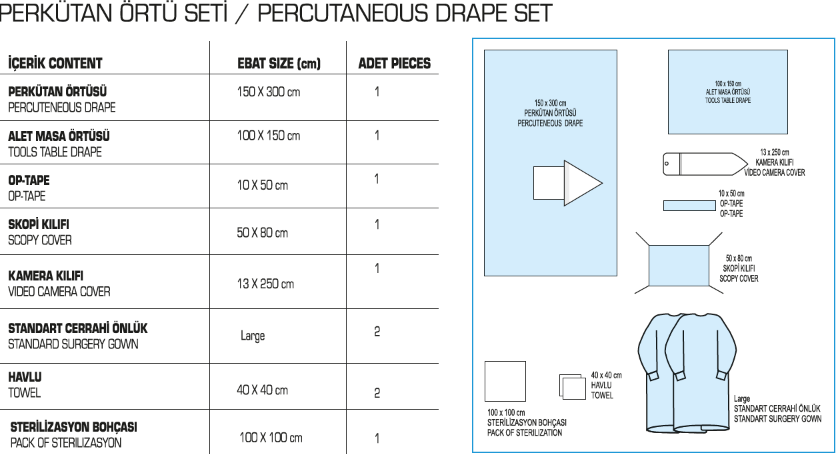 PERKÜTAN ÖRTÜ SETİ / PERCUTANEOUS DRAPE SET
İÇERİK CONTENT EBAT SIZE (cm) ADET PIECES
PERKÜTAN ÖRTÜSÜ 150 X 300 cm 1
PERCUTENEOUS DRAPE
ALET MASA ÖRTÜSÜ 100 X 150 cm 1
TOOLS TABLE DRAPE
OP-TAPE 10 X 50 cm 1
OP-TAPE
SKOPİ KILIFI 50 X 80 cm 1
SCOPY COVER
KAMERA KILIFI 13 X 250 cm 1
VIDEO CAMERA COVER
STANDART CERRAHİ ÖNLÜK Large 2
STANDARD SURGERY GOWN
HAVLU
TOWEL 40 X 40 cm 2
STERİLİZASYON BOHÇASI 100 X 100 cm 1
PACK OF STERILIZASYON
150 x 300 cm
PERKÜTAN ÖRTÜSÜ
PERCUTENEOUS DRAPE
100 x 150 cm
ALET MASA ÖRTÜSÜ
TOOLS TABLE DRAPE
13 x 250 cm
KAMERA KILIFI
VİDEO CAMERA COVER
10 x 50 cm
OP-TAPE
OP-TAPE
50 x 80 cm
SKOPİ KILIFI
SCOPY COVER
40 x 40 cm
HAVLU
TOWEL
100 x 100 cm
STERİLİZASYON BOHÇASI
PACK OF STERILIZATION
Large
STANDART CERRAHİ ÖNLÜK
STANDART SURGERY GOWN